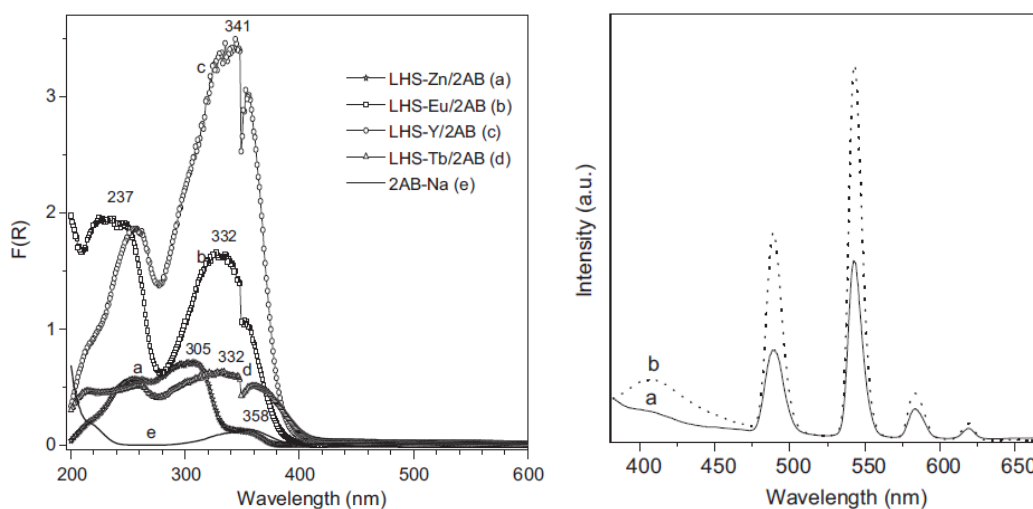 341
c
3
LHS-Zn/2AB (a)
LHS-Eu/2AB (b)
LHS-Y/2AB (c)
LHS-Tb/2AB (d)
2AB-Na (e)
237
2
332
b
F(R)
1
305
332
a
d
358
e
0
200 300 400 500 600
Wavelength (nm)
Intensity (a.u.)
b
a
400 450 500 550 600 650
Wavelength (nm)